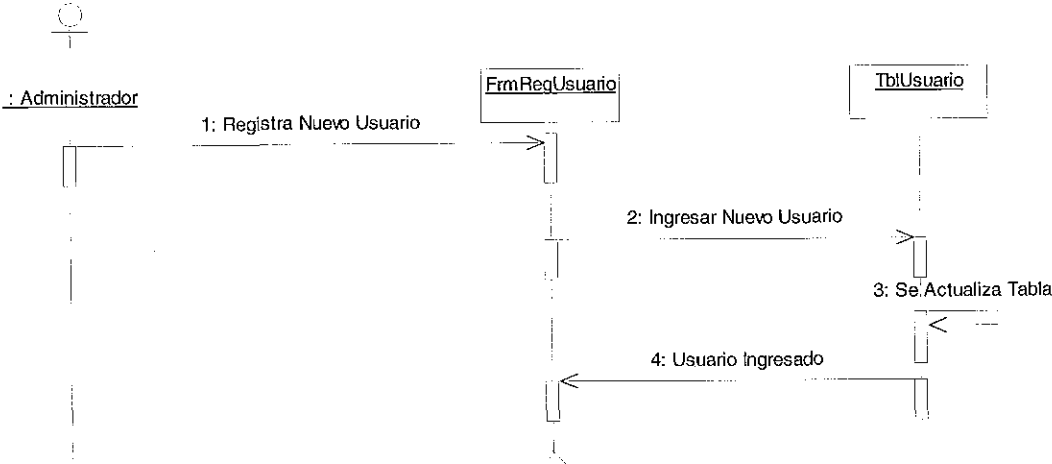 : Administrador
FrmRegUsuario
TblUsuario
1: Registra Nuevo Usuario
2: Ingresar Nuevo Usuario
3: Se Actualiza Tabla
4: Usuario Ingresado